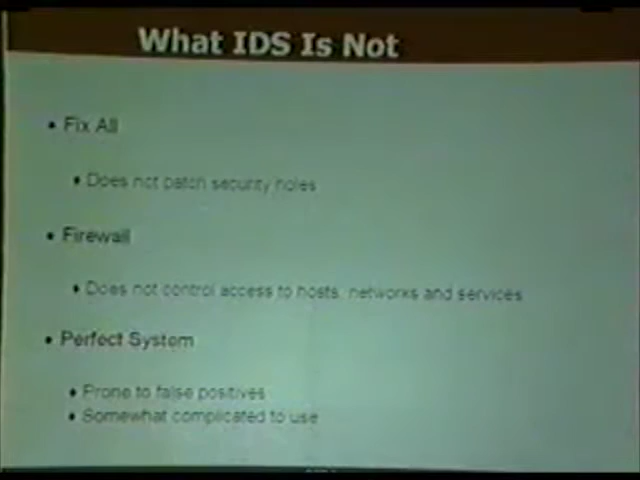 What IDS Is Not
• Fix All
♦ Does not patch security holes
• Firewall
♦ Does not control access to hosts, networks and services
• Perfect System
♦ Prone to false positives
♦ Somewhat complicated to use